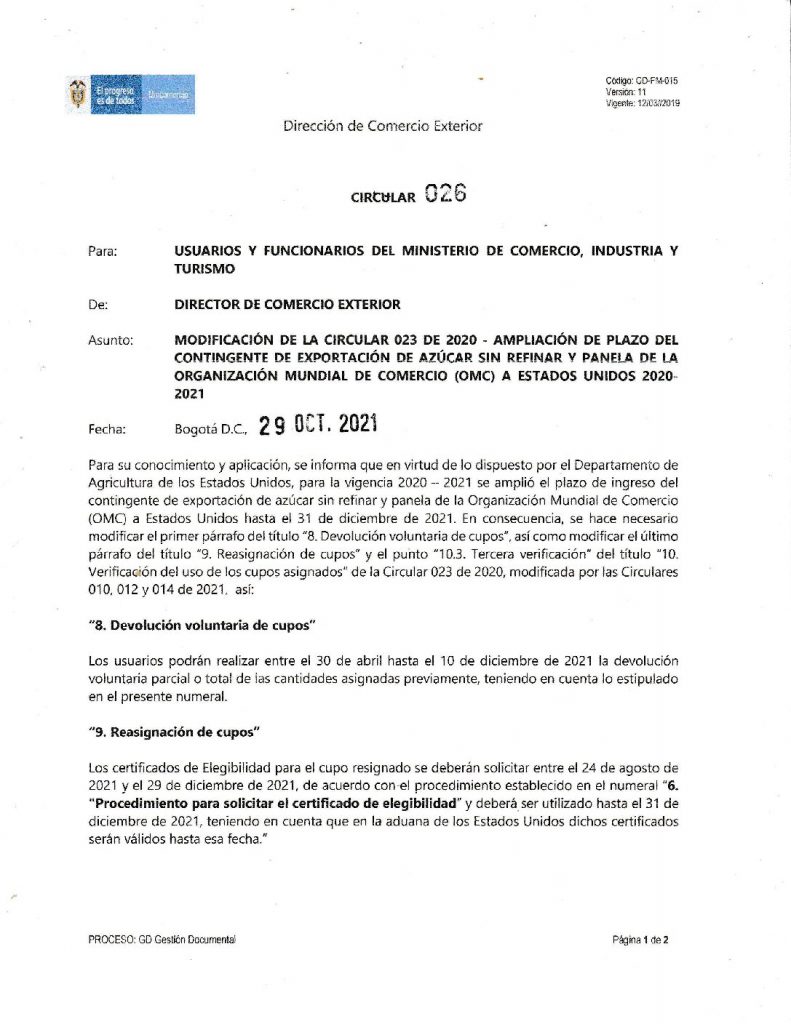 El progreso
es de todos
Mincomercio
Código: GD-FM-015
Versión: 11
Vigente: 12/03//2019
Dirección de Comercio Exterior
CIRCULAR 026
Para: USUARIOS Y FUNCIONARIOS DEL MINISTERIO DE COMERCIO, INDUSTRIA Y
TURISMO
De: DIRECTOR DE COMERCIO EXTERIOR
Asunto: MODIFICACIÓN DE LA CIRCULAR 023 DE 2020 - AMPLIACIÓN DE PLAZO DEL
CONTINGENTE DE EXPORTACIÓN DE AZÚCAR SIN REFINAR Y PANELA DE LA
ORGANIZACIÓN MUNDIAL DE COMERCIO (OMC) A ESTADOS UNIDOS 2020-
2021
Fecha: Bogotá D.C., 29 OCT. 2021
Para su conocimiento y aplicación, se informa que en virtud de lo dispuesto por el Departamento de
Agricultura de los Estados Unidos, para la vigencia 2020 – 2021 se amplió el plazo de ingreso del
contingente de exportación de azúcar sin refinar y panela de la Organización Mundial de Comercio
(OMC) a Estados Unidos hasta el 31 de diciembre de 2021. En consecuencia, se hace necesario
modificar el primer párrafo del título “8. Devolución voluntaria de cupos”, así como modificar el último
párrafo del título “9. Reasignación de cupos” y el punto “10.3. Tercera verificación” del título “10.
Verificación del uso de los cupos asignados” de la Circular 023 de 2020, modificada por las Circulares
010, 012 y 014 de 2021, así:
“8. Devolución voluntaria de cupos”
Los usuarios podrán realizar entre el 30 de abril hasta el 10 de diciembre de 2021 la devolución
voluntaria parcial o total de las cantidades asignadas previamente, teniendo en cuenta lo estipulado
en el presente numeral.
“9. Reasignación de cupos”
Los certificados de Elegibilidad para el cupo resignado se deberán solicitar entre el 24 de agosto de
2021 y el 29 de diciembre de 2021, de acuerdo con el procedimiento establecido en el numeral “6.
"Procedimiento para solicitar el certificado de elegibilidad” y deberá ser utilizado hasta el 31 de
diciembre de 2021, teniendo en cuenta que en la aduana de los Estados Unidos dichos certificados
serán válidos hasta esa fecha.”
PROCESO: GD Gestión Documental
Página 1 de 2